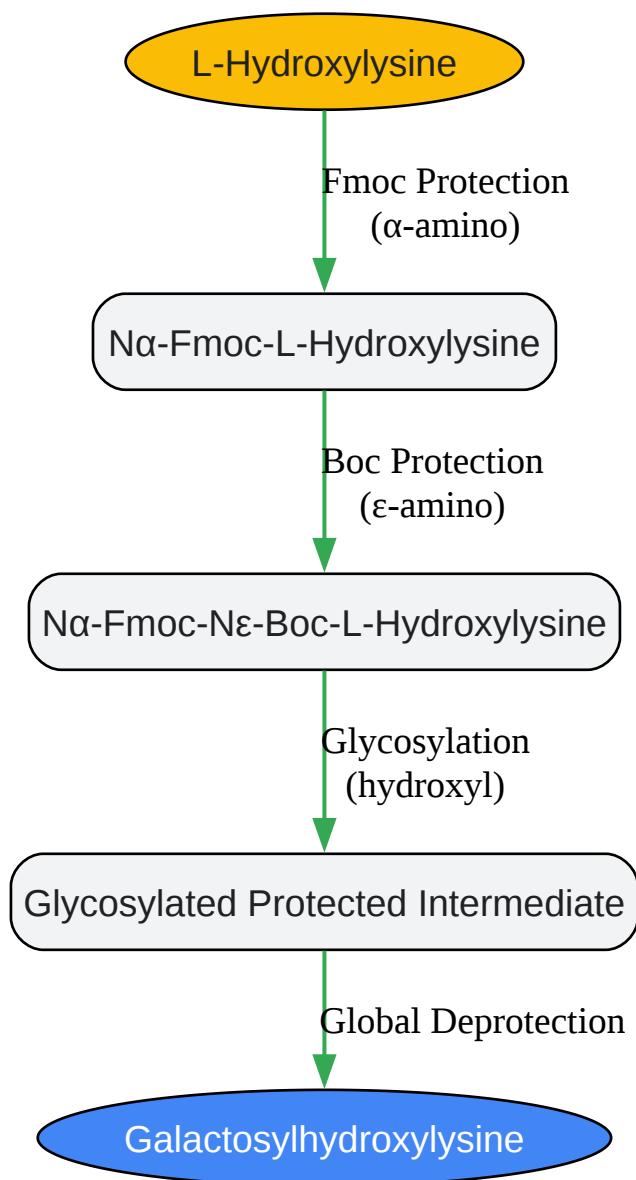 L-Hydroxylysine
Fmoc Protection
(α-amino)
Nα-Fmoc-L-Hydroxylysine
Boc Protection
(ε-amino)
Nα-Fmoc-Nε-Boc-L-Hydroxylysine
Glycosylation
(hydroxyl)
Glycosylated Protected Intermediate
Global Deprotection
Galactosylhydroxylysine